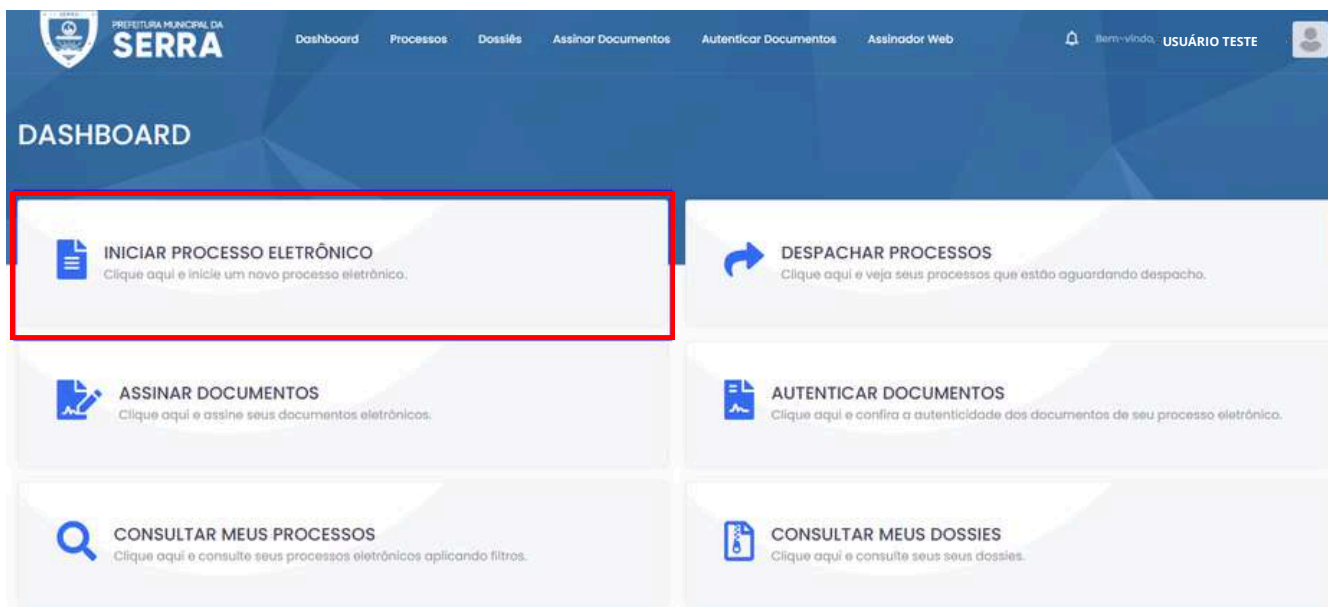 SERRA
PREFEITURA MUNICIPAL DA
SERRA
Dashboard Processos Dossiês Assinar Documentos Autenticar Documentos Assinador Web
Bem-vindo, USUÁRIO TESTE
DASHBOARD
INICIAR PROCESSO ELETRÔNICO
Clique aqui e inicie um novo processo eletrônico.
DESPACHAR PROCESSOS
Clique aqui e veja seus processos que estão aguardando despacho.
ASSINAR DOCUMENTOS
Clique aqui e assine seus documentos eletrônicos.
AUTENTICAR DOCUMENTOS
Clique aqui e confira a autenticidade dos documentos de seu processo eletrônico.
CONSULTAR MEUS PROCESSOS
Clique aqui e consulte seus processos eletrônicos aplicando filtros.
CONSULTAR MEUS DOSSIES
Clique aqui e consulte seus seus dossies.